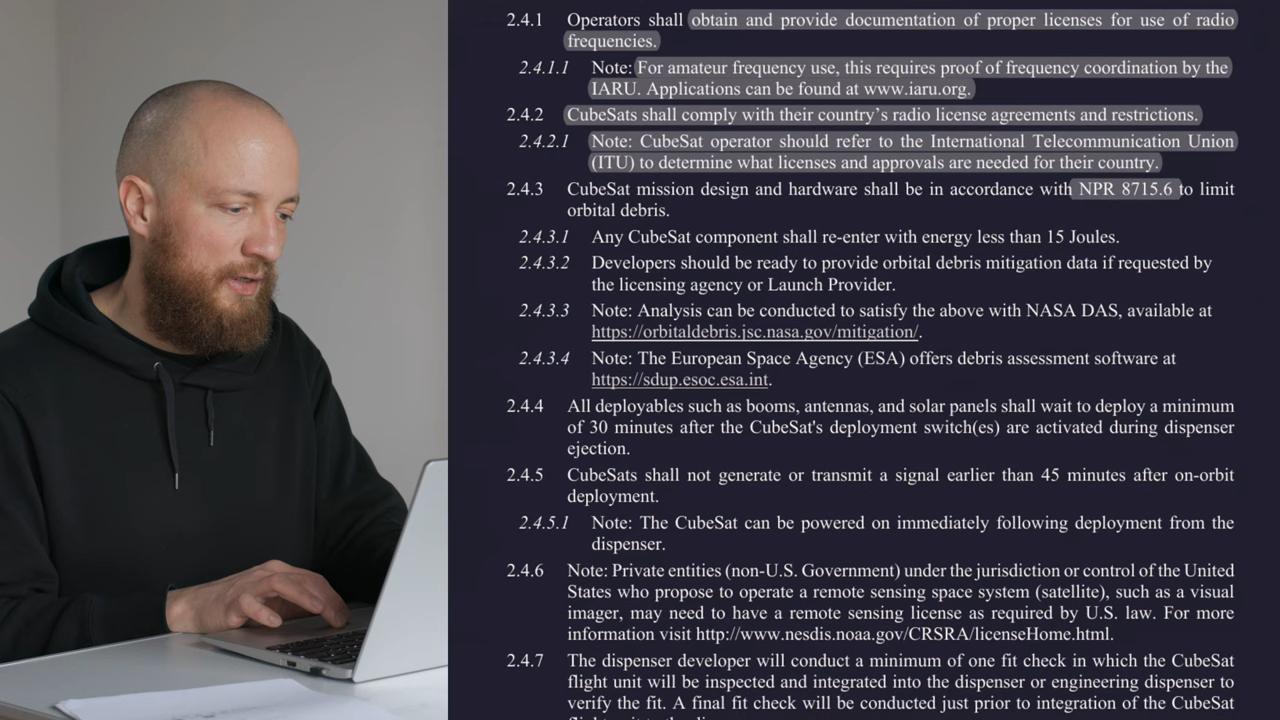 2.4.1 Operators shall obtain and provide documentation of proper licenses for use of radio
frequencies.
2.4.1.1 Note: For amateur frequency use, this requires proof of frequency coordination by the
IARU. Applications can be found at www.iaru.org.
2.4.2 CubeSats shall comply with their country's radio license agreements and restrictions.
2.4.2.1 Note: CubeSat operator should refer to the International Telecommunication Union
(ITU) to determine what licenses and approvals are needed for their country.
2.4.3 CubeSat mission design and hardware shall be in accordance with NPR 8715.6 to limit
orbital debris.
2.4.3.1 Any CubeSat component shall re-enter with energy less than 15 Joules.
2.4.3.2 Developers should be ready to provide orbital debris mitigation data if requested by
the licensing agency or Launch Provider.
2.4.3.3 Note: Analysis can be conducted to satisfy the above with NASA DAS, available at
https://orbitaldebris.jsc.nasa.gov/mitigation/.
2.4.3.4 Note: The European Space Agency (ESA) offers debris assessment software at
https://sdup.esoc.esa.int.
2.4.4 All deployables such as booms, antennas, and solar panels shall wait to deploy a minimum
of 30 minutes after the CubeSat's deployment switch(es) are activated during dispenser
ejection.
2.4.5 CubeSats shall not generate or transmit a signal earlier than 45 minutes after on-orbit
deployment.
2.4.5.1 Note: The CubeSat can be powered on immediately following deployment from the
dispenser.
2.4.6 Note: Private entities (non-U.S. Government) under the jurisdiction or control of the United
States who propose to operate a remote sensing space system (satellite), such as a visual
imager, may need to have a remote sensing license as required by U.S. law. For more
information visit http://www.nesdis.noaa.gov/CRSRA/licenseHome.html.
2.4.7 The dispenser developer will conduct a minimum of one fit check in which the CubeSat
flight unit will be inspected and integrated into the dispenser or engineering dispenser to
verify the fit. A final fit check will be conducted just prior to integration of the CubeSat